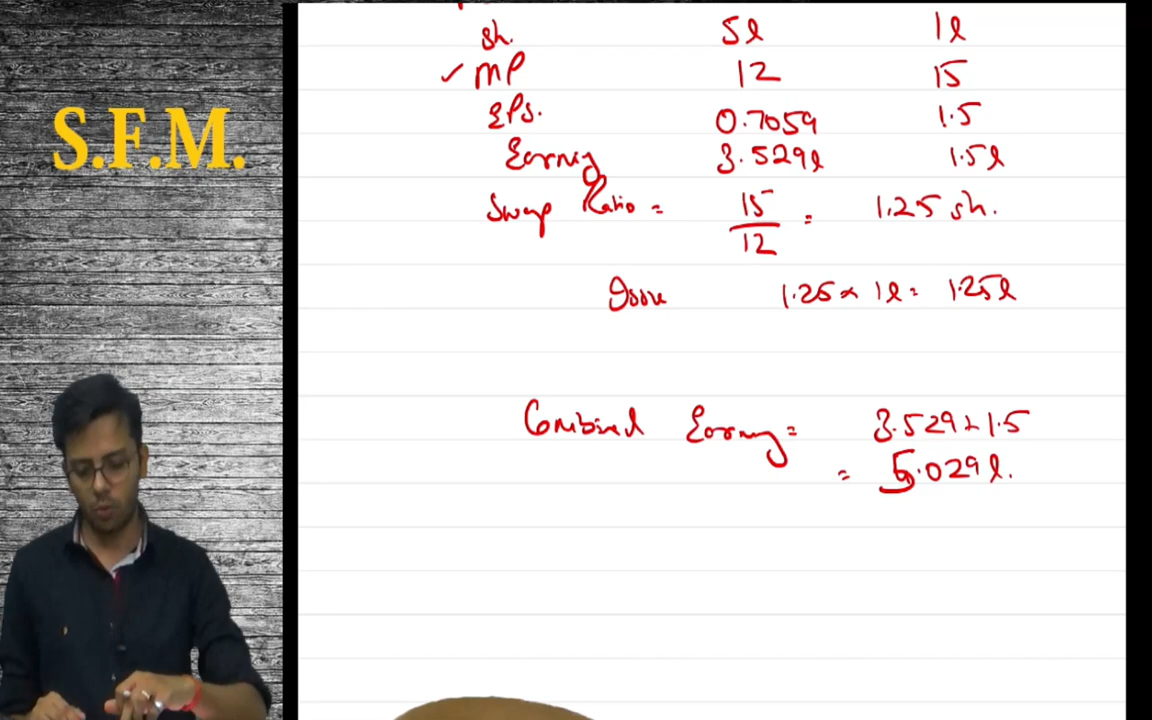 S.F.M.
sh. 5l 1l
✓ MP 12 15
EPS. 0.7059 1.5
Earning 3.529l 1.5l
Swap Ratio = 15/12 = 1.25 sh.
Issue 1.25 × 1l = 1.25l
Combined Earning = 3.529 + 1.5
= 5.029 l.